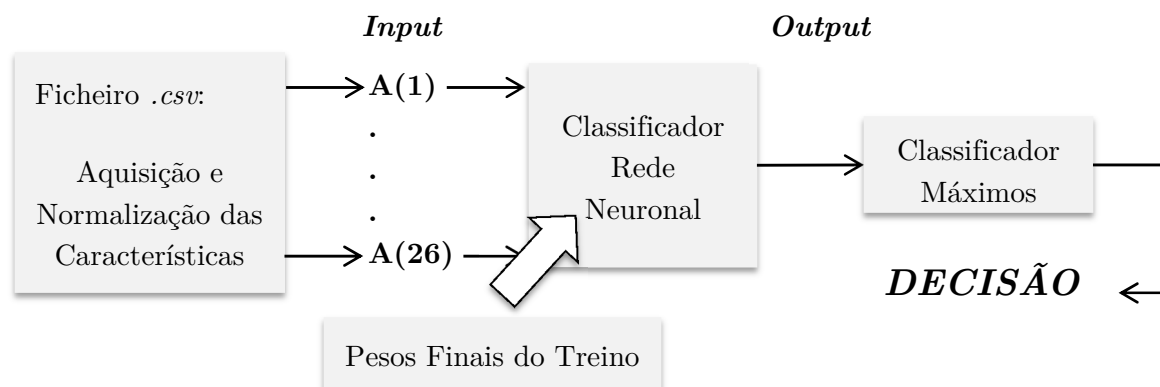 Input
Output
Ficheiro .csv:
Aquisição e
Normalização das
Características
A(1)
.
.
.
A(26)
Classificador
Rede
Neuronal
Classificador
Máximos
DECISÃO
Pesos Finais do Treino